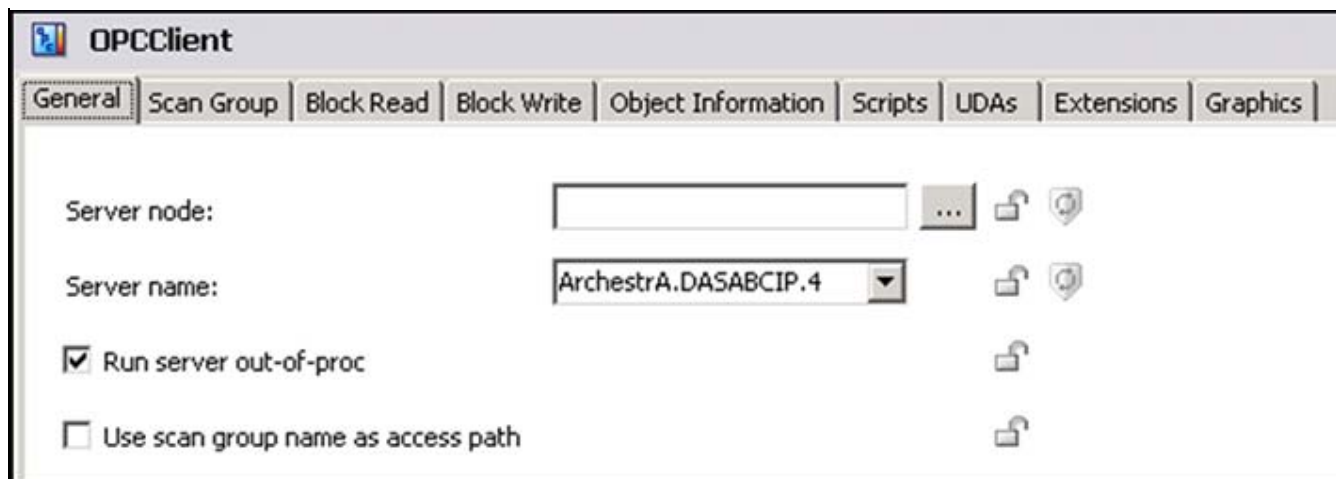 OPCClient
General Scan Group Block Read Block Write Object Information Scripts UDAs Extensions Graphics
Server node:
...
Server name:
ArchestrA.DASABCIP.4
Run server out-of-proc
Use scan group name as access path